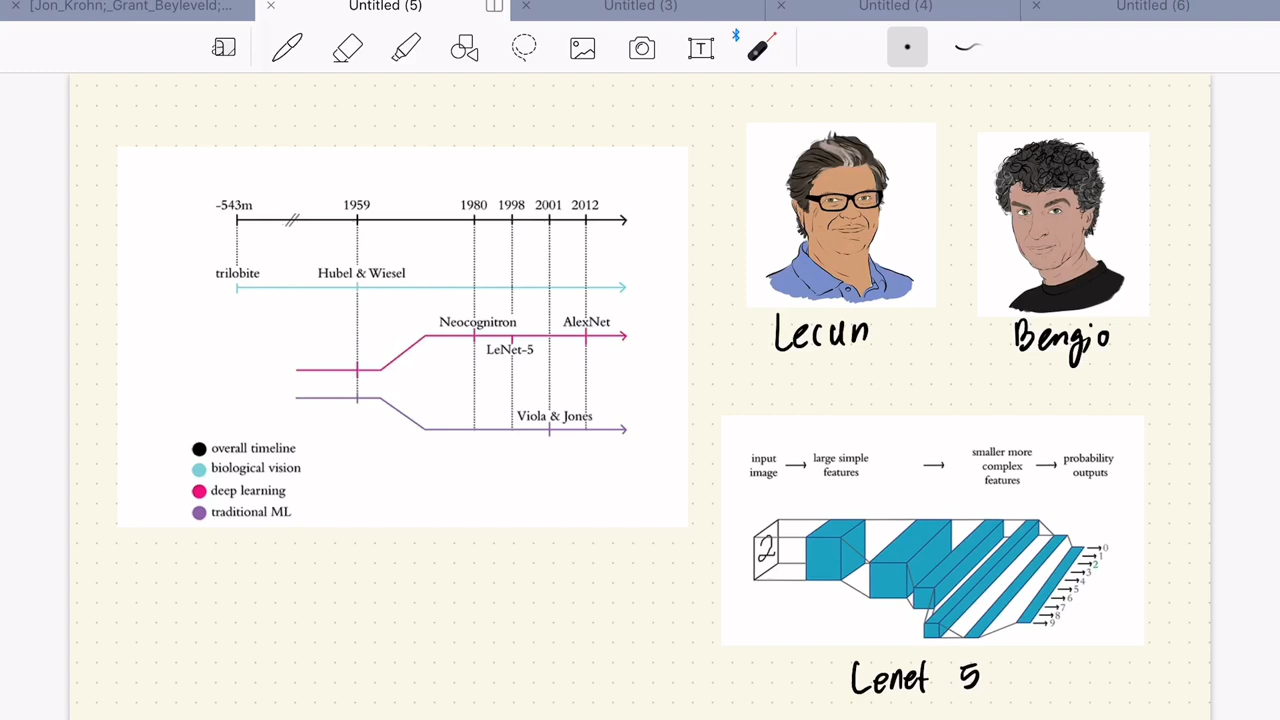 [Jon_Krohn;_Grant_Beyleveld;...
Untitled (5)
Untitled (3)
Untitled (4)
Untitled (6)
T
-543m
1959
1980
1998
2001
2012
trilobite
Hubel & Wiesel
Neocognitron
AlexNet
LeNet-5
Viola & Jones
overall timeline
biological vision
deep learning
traditional ML
Lecun
Bengio
input
image
large simple
features
smaller more
complex
features
probability
outputs
2
0
1
2
3
4
5
6
7
8
9
Lenet 5